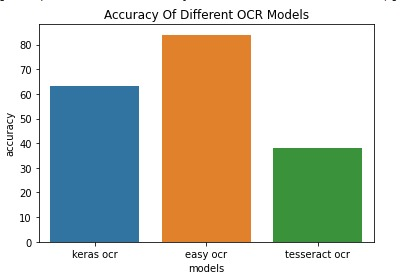 Accuracy Of Different OCR Models
80
70
60
50
40
30
20
10
0
accuracy
keras ocr easy ocr tesseract ocr
models